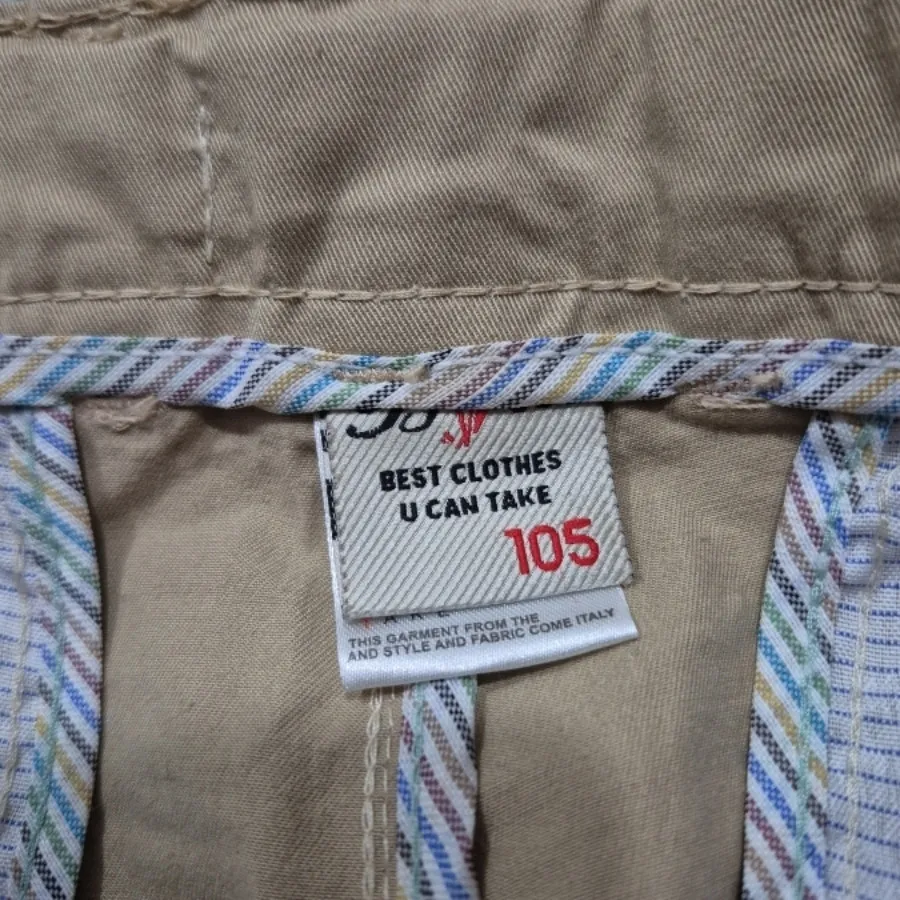 BEST CLOTHES
U CAN TAKE
105
THIS GARMENT FROM THE
AND STYLE AND FABRIC COME ITALY